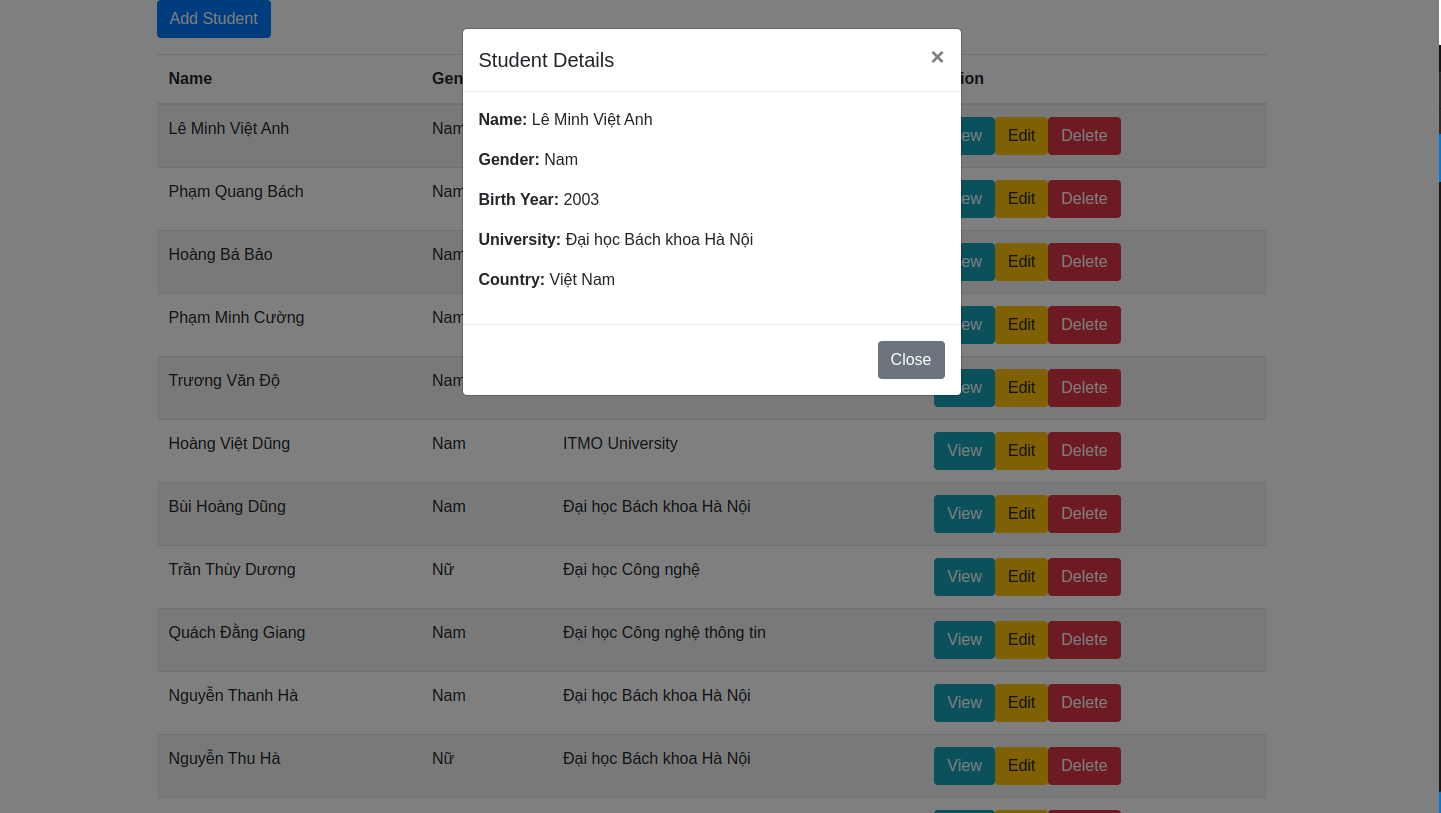 Add Student
Student Details ×
Name Gen ion
Name: Lê Minh Việt Anh
Gender: Nam
Birth Year: 2003
University: Đại học Bách khoa Hà Nội
Country: Việt Nam
Close
Lê Minh Việt Anh Nam ew Edit Delete
Phạm Quang Bách Nam ew Edit Delete
Hoàng Bá Bảo Nam ew Edit Delete
Phạm Minh Cường Nam ew Edit Delete
Trương Văn Độ Nam ew Edit Delete
Hoàng Việt Dũng Nam ITMO University View Edit Delete
Bùi Hoàng Dũng Nam Đại học Bách khoa Hà Nội View Edit Delete
Trần Thùy Dương Nữ Đại học Công nghệ View Edit Delete
Quách Đằng Giang Nam Đại học Công nghệ thông tin View Edit Delete
Nguyễn Thanh Hà Nam Đại học Bách khoa Hà Nội View Edit Delete
Nguyễn Thu Hà Nữ Đại học Bách khoa Hà Nội View Edit Delete